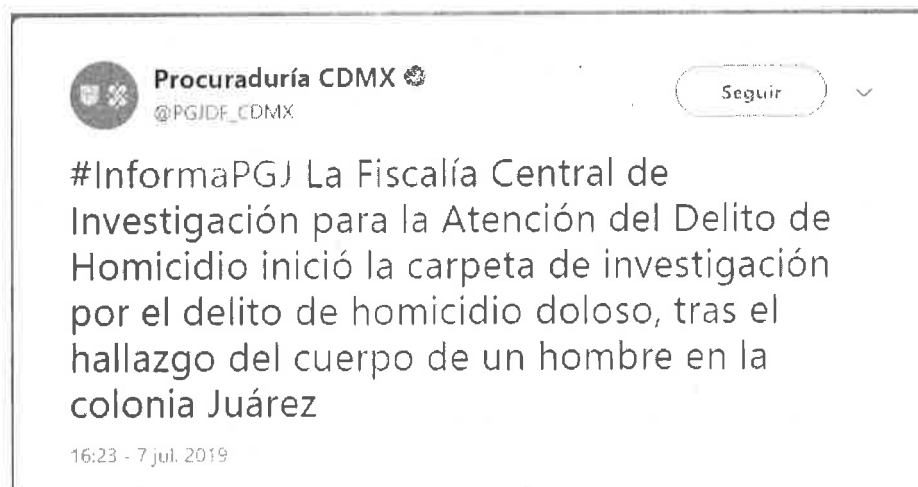 Procuraduría CDMX
@PGJDF_CDMX
Seguir
#InformaPGJ La Fiscalía Central de
Investigación para la Atención del Delito de
Homicidio inició la carpeta de investigación
por el delito de homicidio doloso, tras el
hallazgo del cuerpo de un hombre en la
colonia Juárez
16:23 - 7 jul. 2019